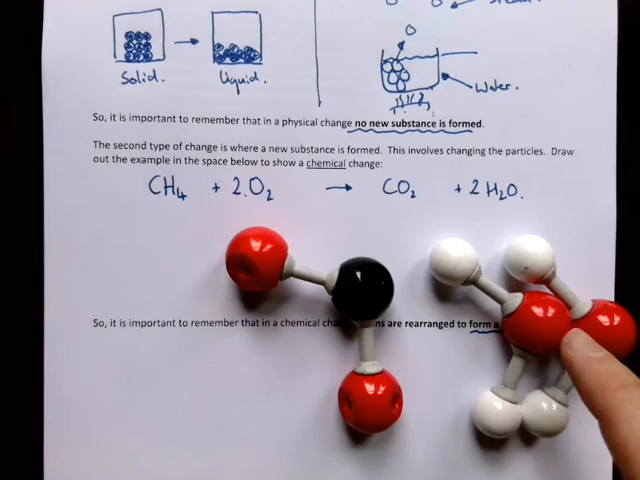 Steam.
Solid.
Liquid.
Water.
So, it is important to remember that in a physical change no new substance is formed.
The second type of change is where a new substance is formed. This involves changing the particles. Draw
out the example in the space below to show a chemical change:
CH4 + 2O2 → CO2 + 2H2O.
So, it is important to remember that in a chemical are rearranged to form a